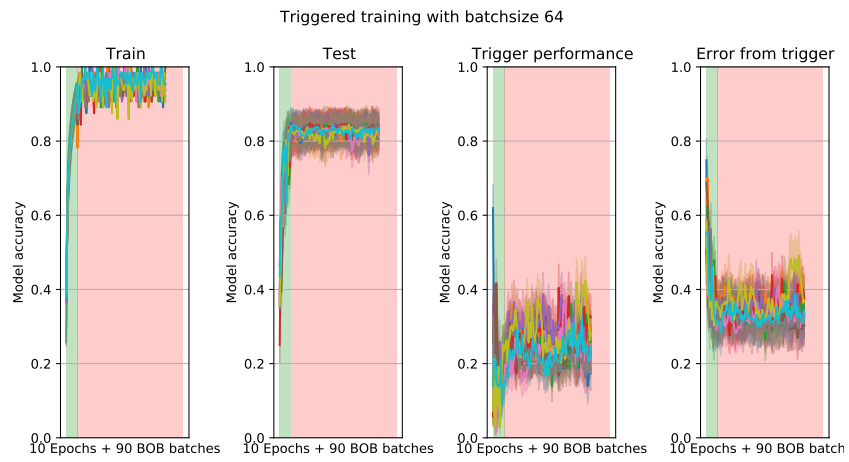 Triggered training with batchsize 64
Train
Test
Trigger performance
Error from trigger
Model accuracy
1.0
0.8
0.6
0.4
0.2
0.0
10 Epochs + 90 BOB batches
Model accuracy
1.0
0.8
0.6
0.4
0.2
0.0
10 Epochs + 90 BOB batches
Model accuracy
1.0
0.8
0.6
0.4
0.2
0.0
10 Epochs + 90 BOB batches
Model accuracy
1.0
0.8
0.6
0.4
0.2
0.0
10 Epochs + 90 BOB batch